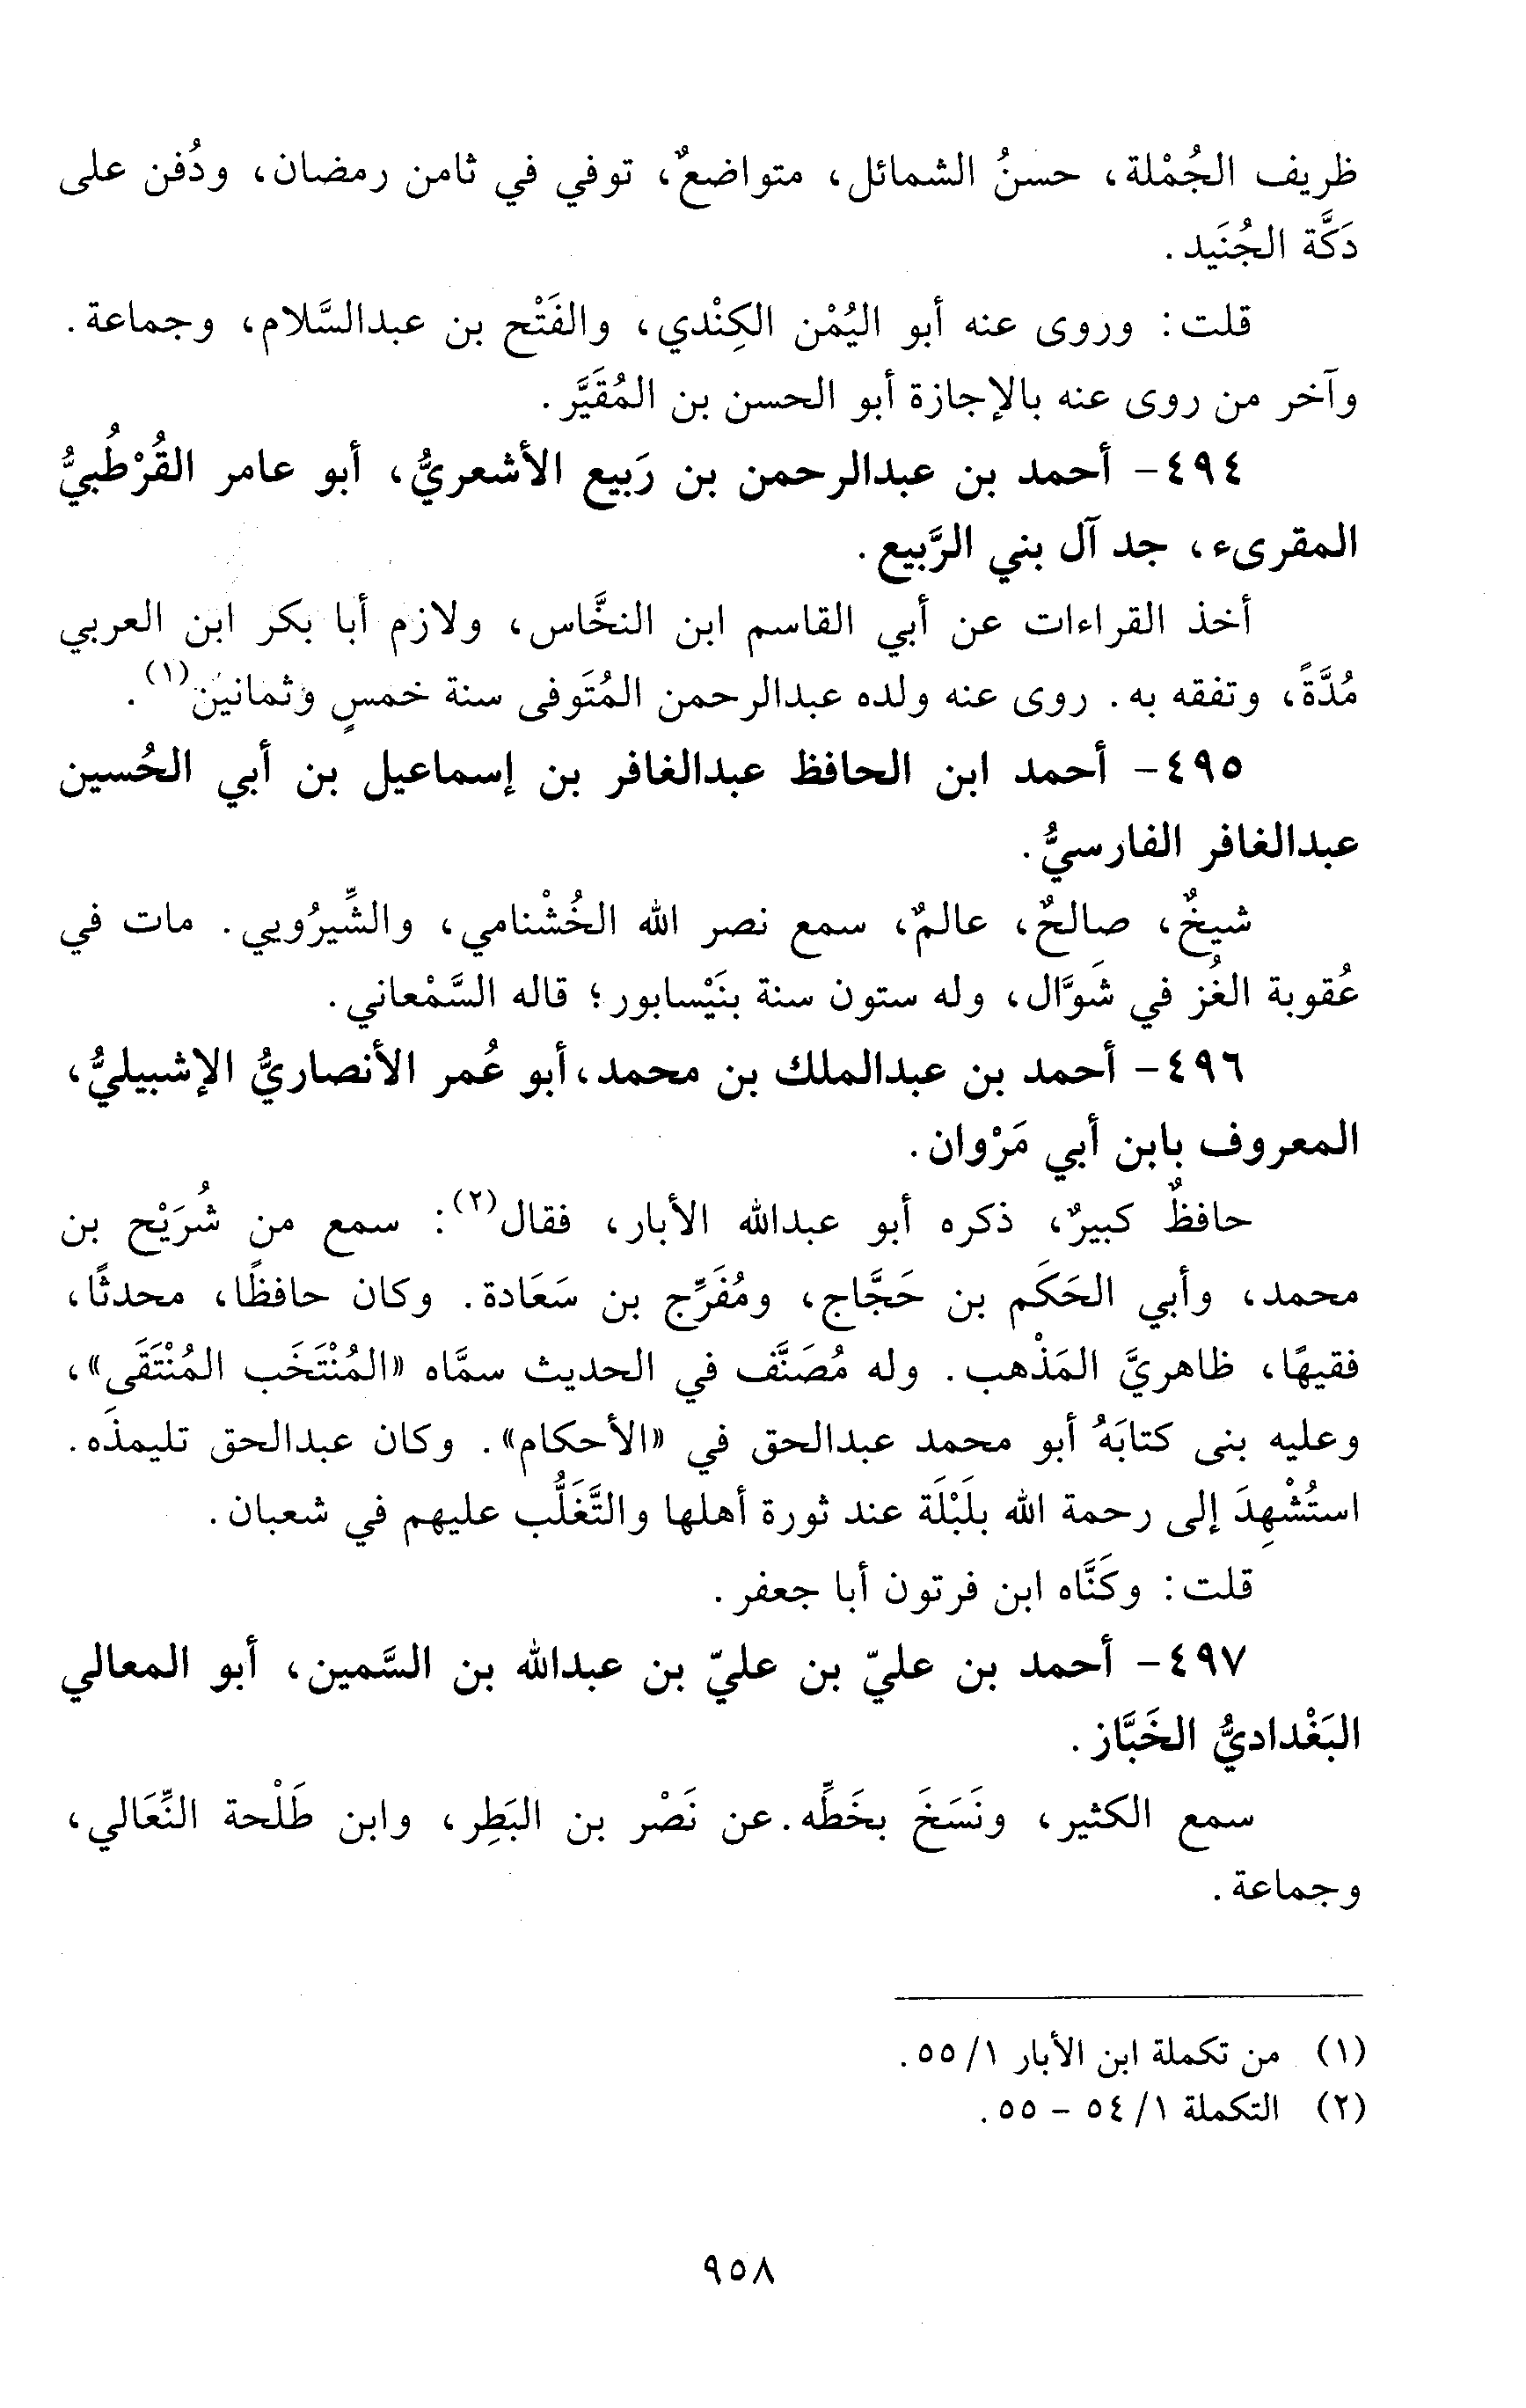 ظريف الجُمْلة، حسنُ الشمائل، متواضعٌ، توفي في ثامن رمضان، ودُفن على
دَكَّة الجُنَيد.
قلت: وروى عنه أبو اليُمْن الكِنْدي، والفَتْح بن عبدالسَّلام، وجماعة.
وآخر من روى عنه بالإجازة أبو الحسن بن المُقَيَّر.
٤٩٤- أحمد بن عبدالرحمن بن رَبيع الأشعريُّ، أبو عامر القُرْطُبيُّ
المقرىء، جد آل بني الرَّبيع.
أخذ القراءات عن أبي القاسم ابن النخَّاس، ولازم أبا بكر ابن العربي
مُدَّةً، وتفقه به. روى عنه ولده عبدالرحمن المُتَوفى سنة خمسٍ وثمانين(١).
٤٩٥- أحمد ابن الحافظ عبدالغافر بن إسماعيل بن أبي الحُسين
عبدالغافر الفارسيُّ.
شيخٌ، صالحٌ، عالمٌ، سمع نصر الله الخُشْنامي، والشِّيرُويي. مات في
عُقوبة الغُز في شَوَّال، وله ستون سنة بنَيْسابور؛ قاله السَّمْعاني.
٤٩٦- أحمد بن عبدالملك بن محمد،أبو عُمر الأنصاريُّ الإشبيليُّ،
المعروف بابن أبي مَرْوان.
حافظٌ كبيرٌ، ذكره أبو عبدالله الأبار، فقال(٢): سمع من شُرَيْح بن
محمد، وأبي الحَكَم بن حَجَّاج، ومُفَرِّج بن سَعَادة. وكان حافظًا، محدثًا،
فقيهًا، ظاهريَّ المَذْهب. وله مُصَنَّف في الحديث سمَّاه «المُنْتَخَب المُنْتَقَى»،
وعليه بنى كتابَهُ أبو محمد عبدالحق في «الأحكام». وكان عبدالحق تليمذَه.
استُشْهِدَ إلى رحمة الله بلَبْلَة عند ثورة أهلها والتَّغَلُّب عليهم في شعبان.
قلت: وكَنَّاه ابن فرتون أبا جعفر.
٤٩٧- أحمد بن عليّ بن عليّ بن عبدالله بن السَّمين، أبو المعالي
البَغْداديُّ الخَبَّاز.
سمع الكثير، ونَسَخَ بخَطِّه.عن نَصْر بن البَطِر، وابن طَلْحة النِّعَالي،
وجماعة.
(١) من تكملة ابن الأبار ١/ ٥٥.
(٢) التكملة ١/ ٥٤ - ٥٥.
٩٥٨